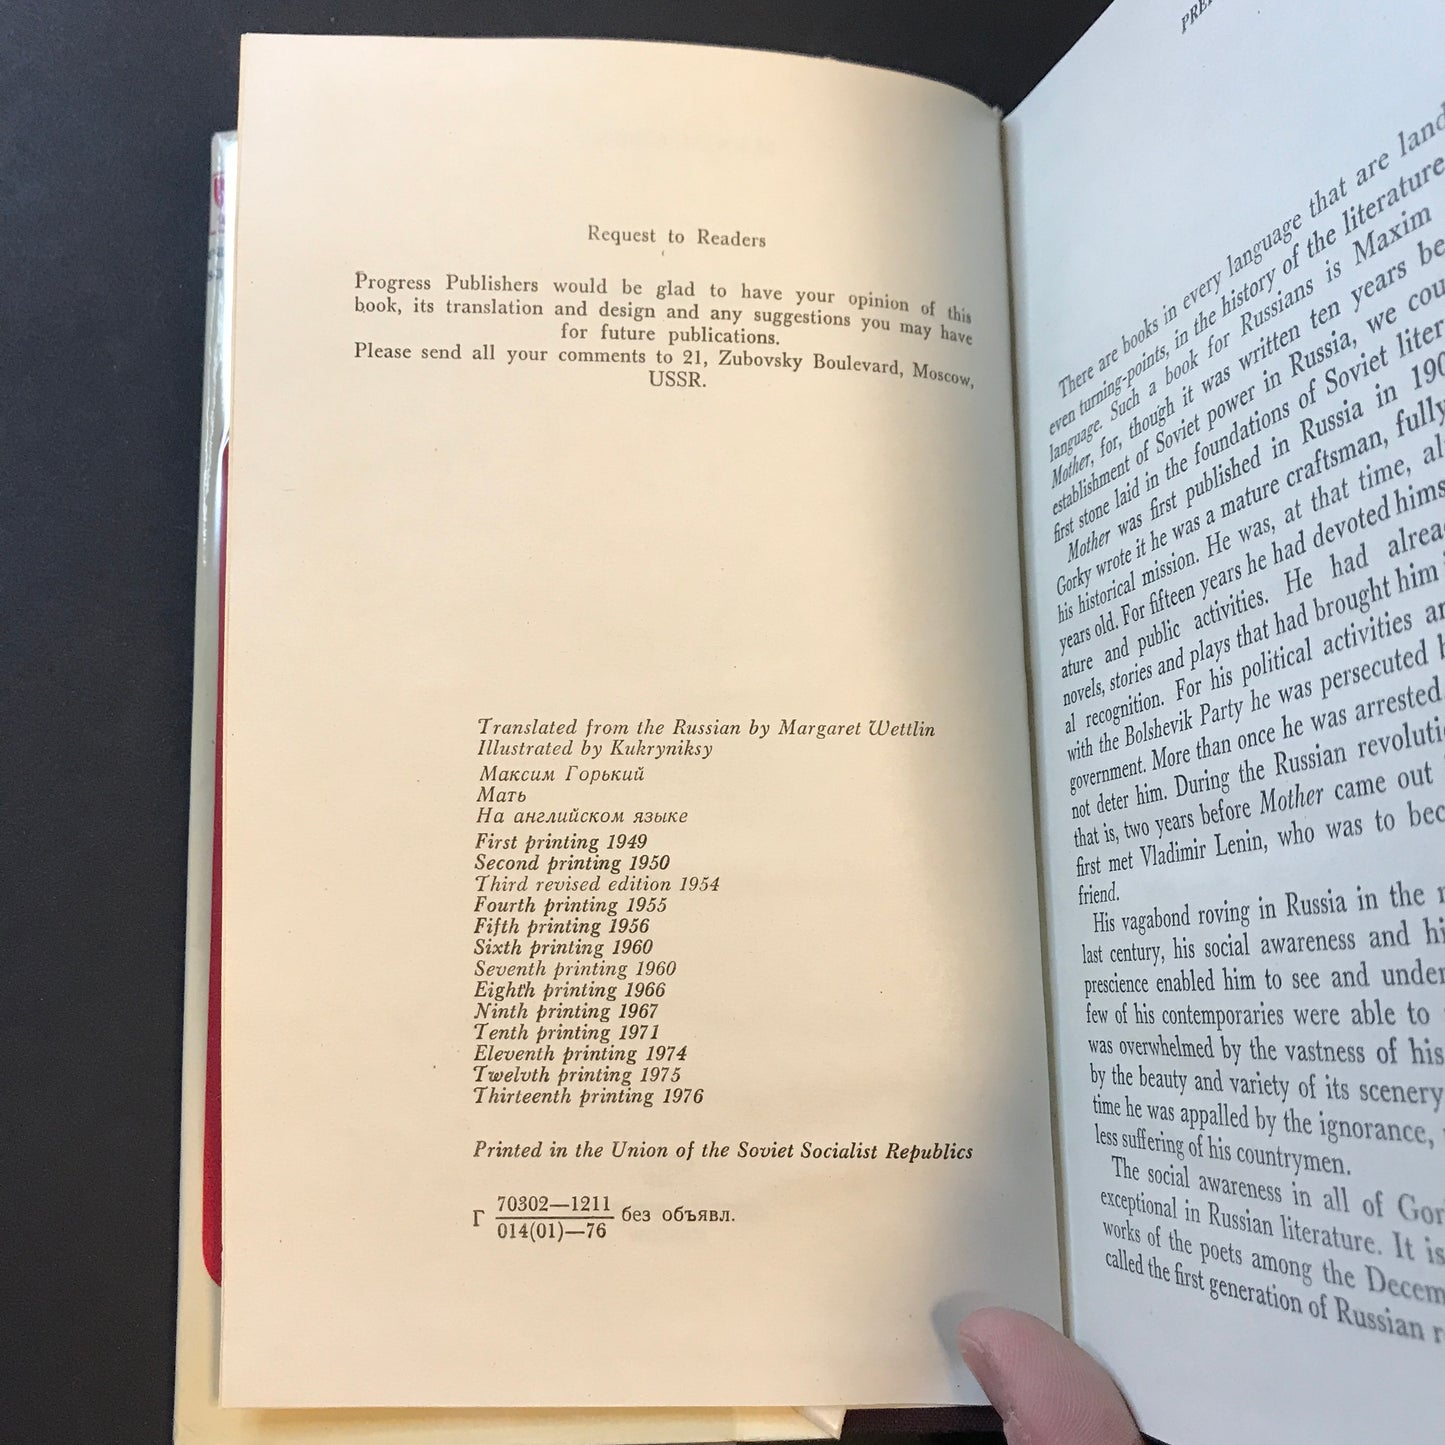 Request to Readers
Progress Publishers would be glad to have your opinion of this
book, its translation and design and any suggestions you may have
for future publications.
Please send all your comments to 21, Zubovsky Boulevard, Moscow,
USSR.
Translated from the Russian by Margaret Wettlin
Illustrated by Kukryniksy
Максим Горький
Мать
На английском языке
First printing 1949
Second printing 1950
Third revised edition 1954
Fourth printing 1955
Fifth printing 1956
Sixth printing 1960
Seventh printing 1960
Eighth printing 1966
Ninth printing 1967
Tenth printing 1971
Eleventh printing 1974
Twelvth printing 1975
Thirteenth printing 1976
Printed in the Union of the Soviet Socialist Republics
Г 70302—1211
014(01)—76 без объявл.
There are books in every language that are land
even turning-points, in the history of the literature
language. Such a book for Russians is Maxim
Mother, for, though it was written ten years be
establishment of Soviet power in Russia, we cou
first stone laid in the foundations of Soviet liter
Mother was first published in Russia in 190
Gorky wrote it he was a mature craftsman, fully
his historical mission. He was, at that time, al
years old. For fifteen years he had devoted hims
ature and public activities. He had alrea
novels, stories and plays that had brought him
al recognition. For his political activities an
with the Bolshevik Party he was persecuted
government. More than once he was arrested
not deter him. During the Russian revoluti
that is, two years before Mother came out
first met Vladimir Lenin, who was to bec
friend.
His vagabond roving in Russia in the
last century, his social awareness and hi
prescience enabled him to see and under
few of his contemporaries were able to
was overwhelmed by the vastness of his
by the beauty and variety of its scenery
time he was appalled by the ignorance,
less suffering of his countrymen.
The social awareness in all of Gor
exceptional in Russian literature. It is
works of the poets among the Decem
called the first generation of Russian r